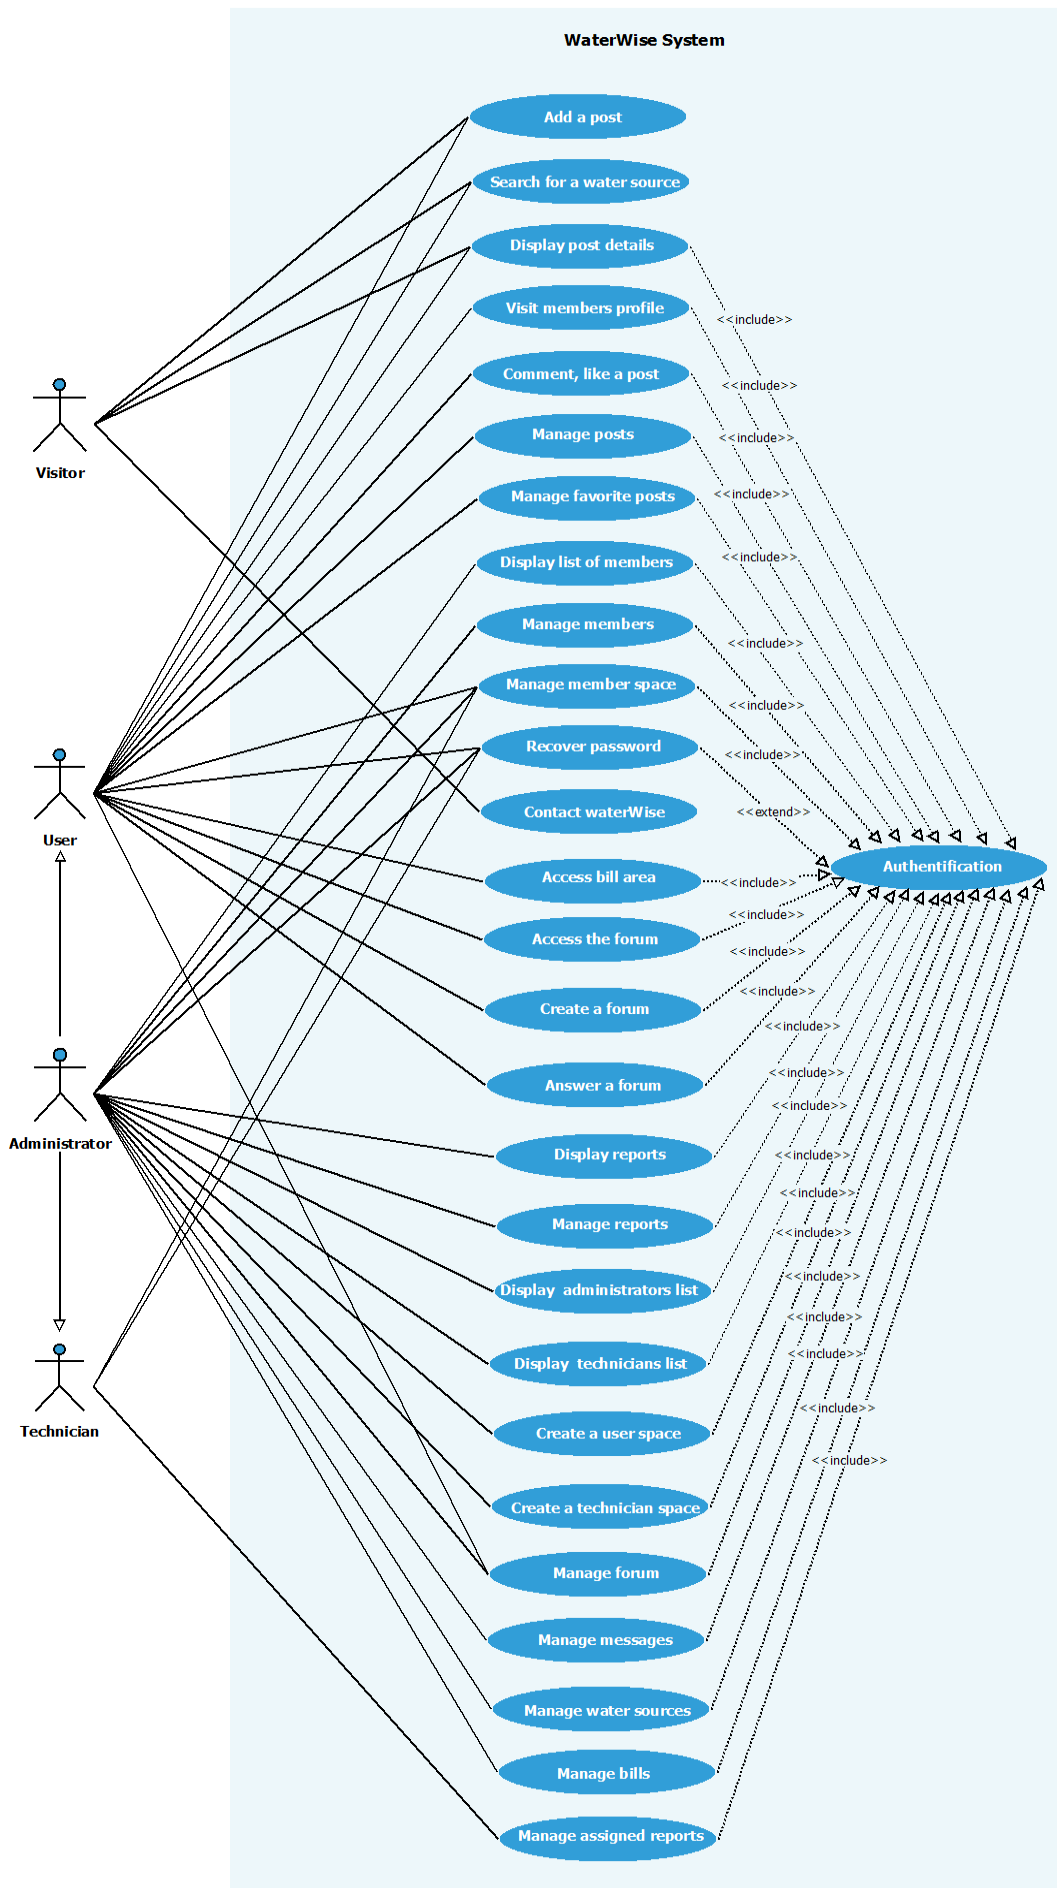 WaterWise System
Add a post
Search for a water source
Display post details
Visit members profile
<<include>>
Comment, like a post
<<include>>
Visitor
Manage posts
<<include>>
Manage favorite posts
<<include>>
Display list of members
<<include>>
Manage members
<<include>>
Manage member space
<<include>>
Recover password
<<include>>
Contact waterWise
<<extend>>
User
Authentification
Access bill area
<<include>>
Access the forum
<<include>>
<<include>>
Create a forum
<<include>>
<<include>>
Answer a forum
<<include>>
<<include>>
Administrator
Display reports
<<include>>
<<include>>
Manage reports
<<include>>
Display  administrators list
<<include>>
<<include>>
Display  technicians list
<<include>>
<<include>>
Technician
Create a user space
<<include>>
Create a technician space
Manage forum
Manage messages
Manage water sources
Manage bills
Manage assigned reports